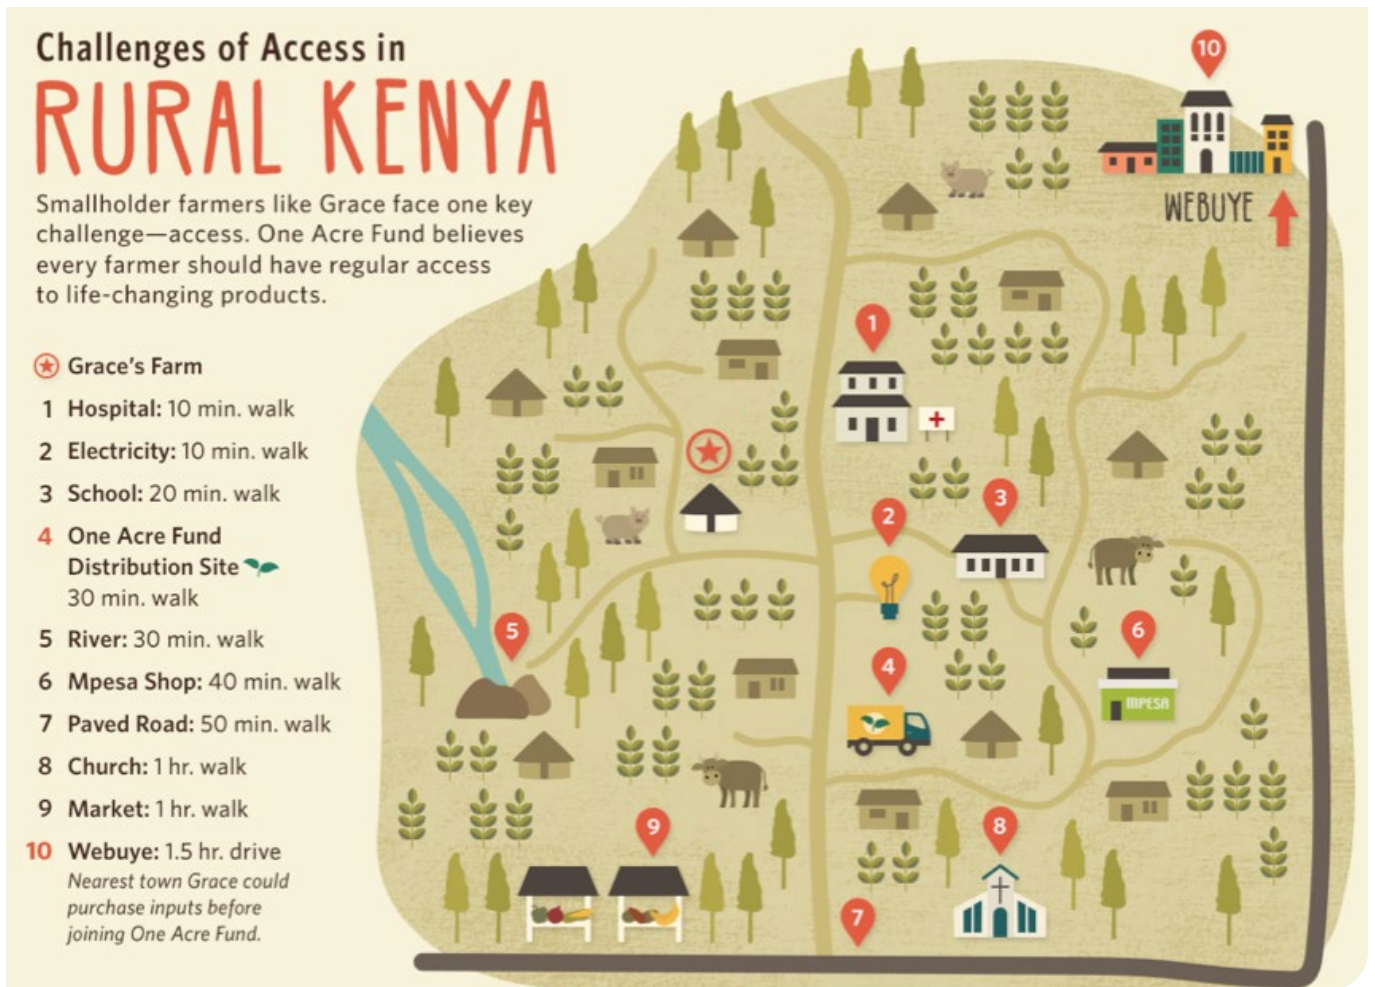 Challenges of Access in
RURAL KENYA
Smallholder farmers like Grace face one key
challenge—access. One Acre Fund believes
every farmer should have regular access
to life-changing products.
Grace's Farm
1 Hospital: 10 min. walk
2 Electricity: 10 min. walk
3 School: 20 min. walk
4 One Acre Fund
Distribution Site
30 min. walk
5 River: 30 min. walk
6 Mpesa Shop: 40 min. walk
7 Paved Road: 50 min. walk
8 Church: 1 hr. walk
9 Market: 1 hr. walk
10 Webuye: 1.5 hr. drive
Nearest town Grace could
purchase inputs before
joining One Acre Fund.
10
WEBUYE
1
2
3
4
5
6
MPESA
7
8
9